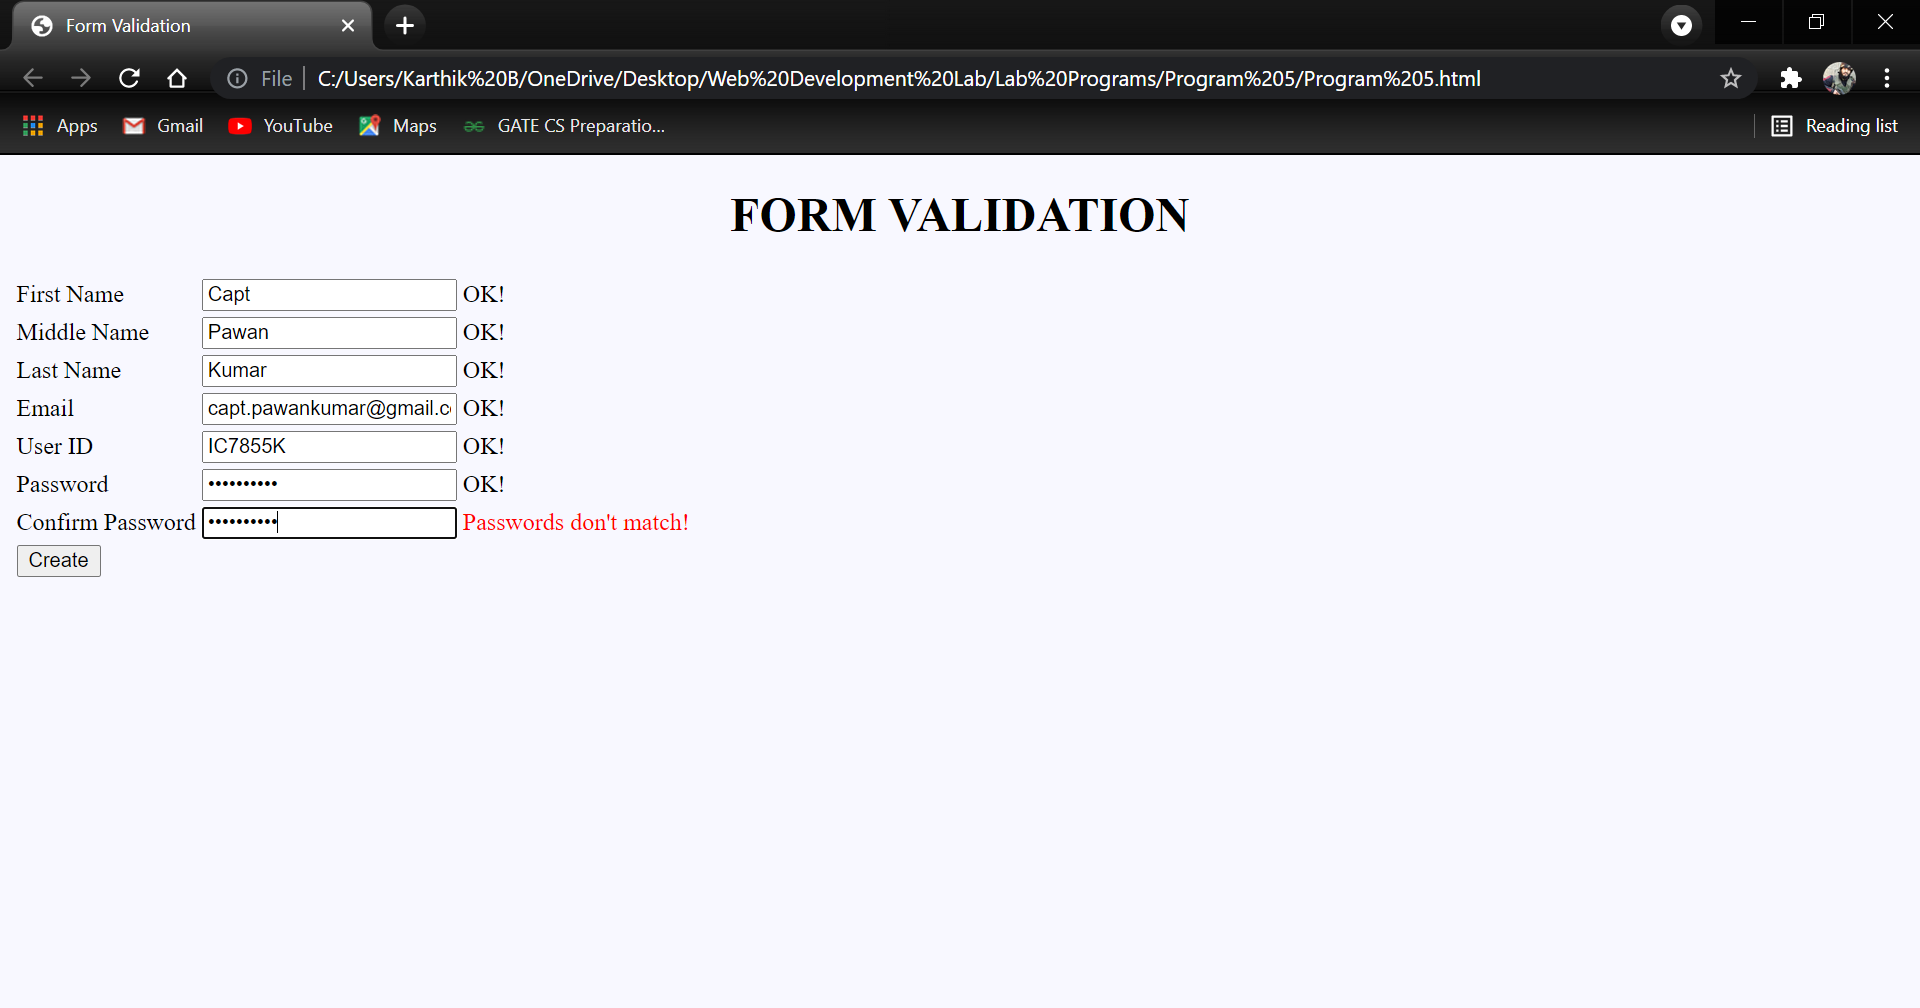 Form Validation
File C:/Users/Karthik%20B/OneDrive/Desktop/Web%20Development%20Lab/Lab%20Programs/Program%205/Program%205.html
Apps Gmail YouTube Maps GATE CS Preparatio... Reading list
FORM VALIDATION
First Name Capt OK!
Middle Name Pawan OK!
Last Name Kumar OK!
Email capt.pawankumar@gmail.c OK!
User ID IC7855K OK!
Password •••••••••• OK!
Confirm Password •••••••••• Passwords don't match!
Create